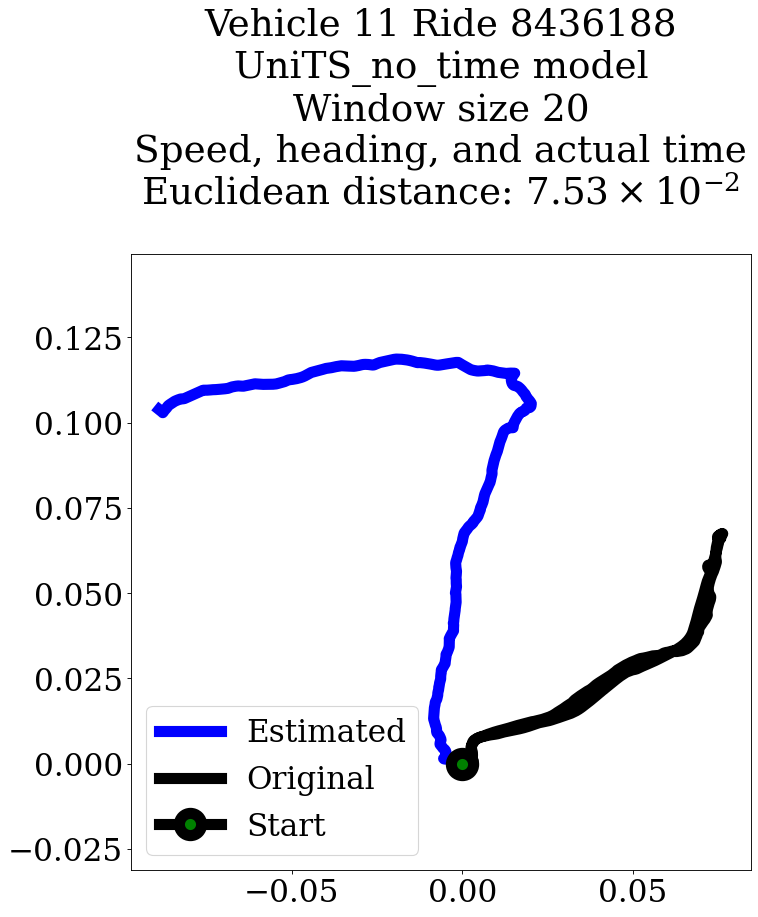 Vehicle 11 Ride 8436188
UniTS_no_time model
Window size 20
Speed, heading, and actual time
Euclidean distance: 7.53 × 10⁻²
0.125
0.100
0.075
0.050
0.025
0.000
−0.025
Estimated
Original
Start
−0.05 0.00 0.05